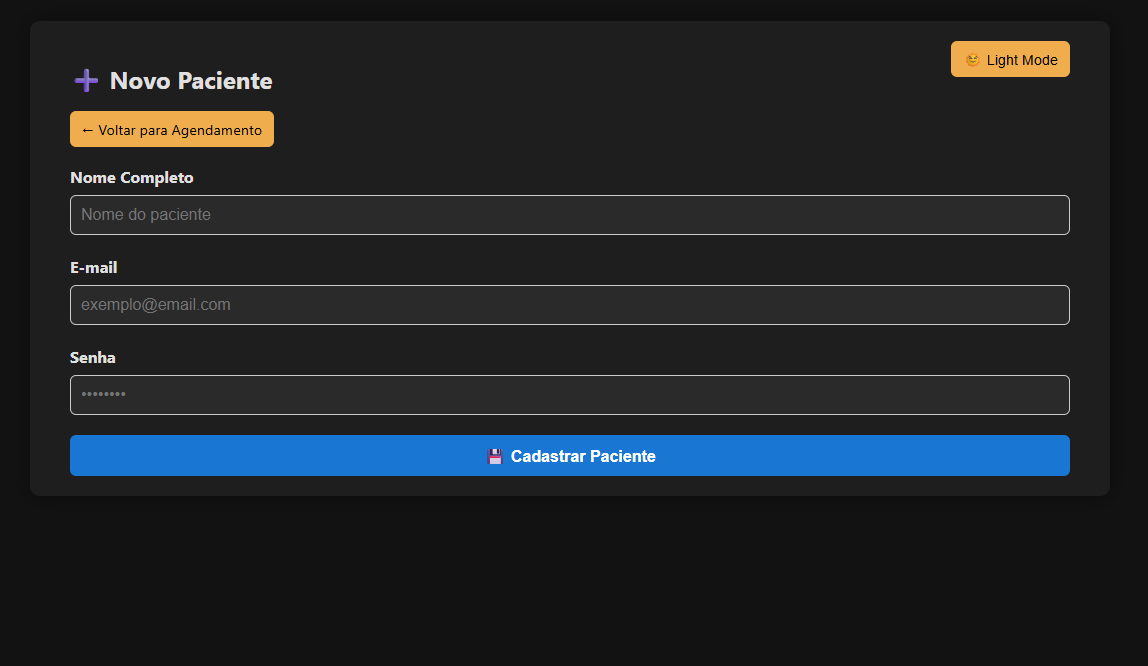 ➕ Novo Paciente
🌞 Light Mode
← Voltar para Agendamento
Nome Completo
Nome do paciente
E-mail
exemplo@email.com
Senha
••••••••
💾 Cadastrar Paciente